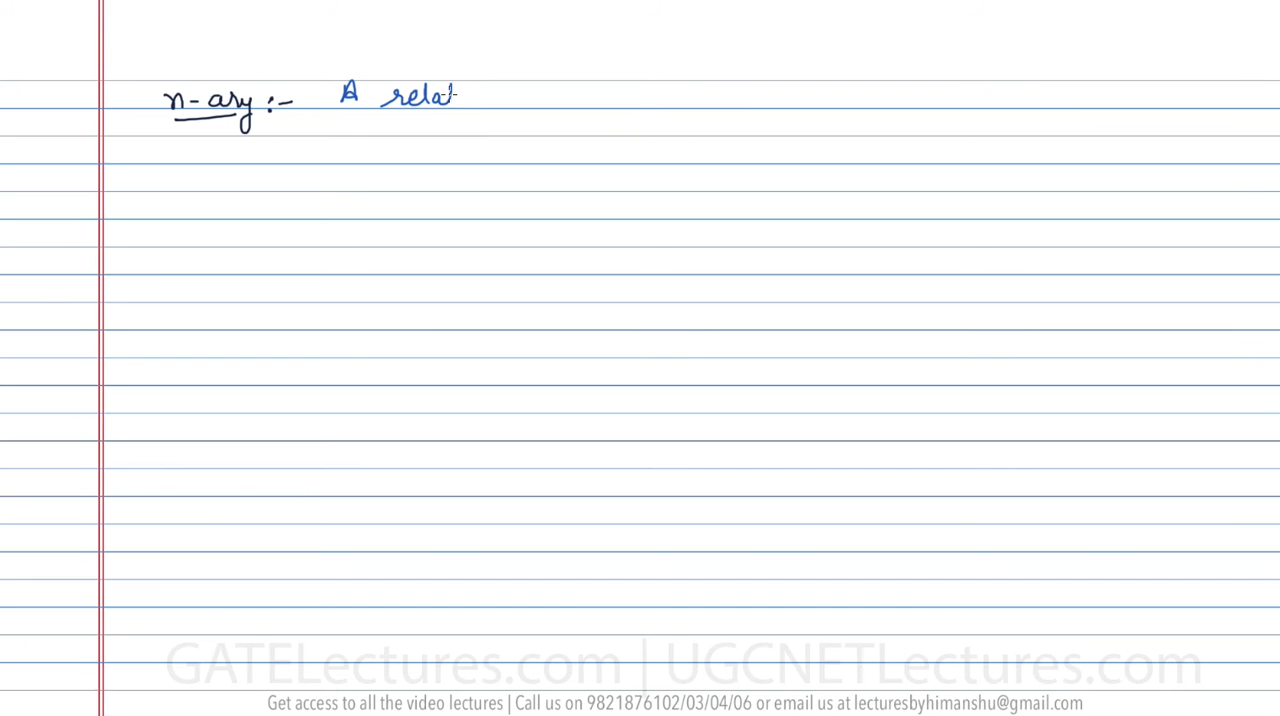 n-ary :- A relat
GATELectures.com | UGCNETLectures.com
Get access to all the video lectures | Call us on 9821876102/03/04/06 or email us at lecturesbyhimanshu@gmail.com